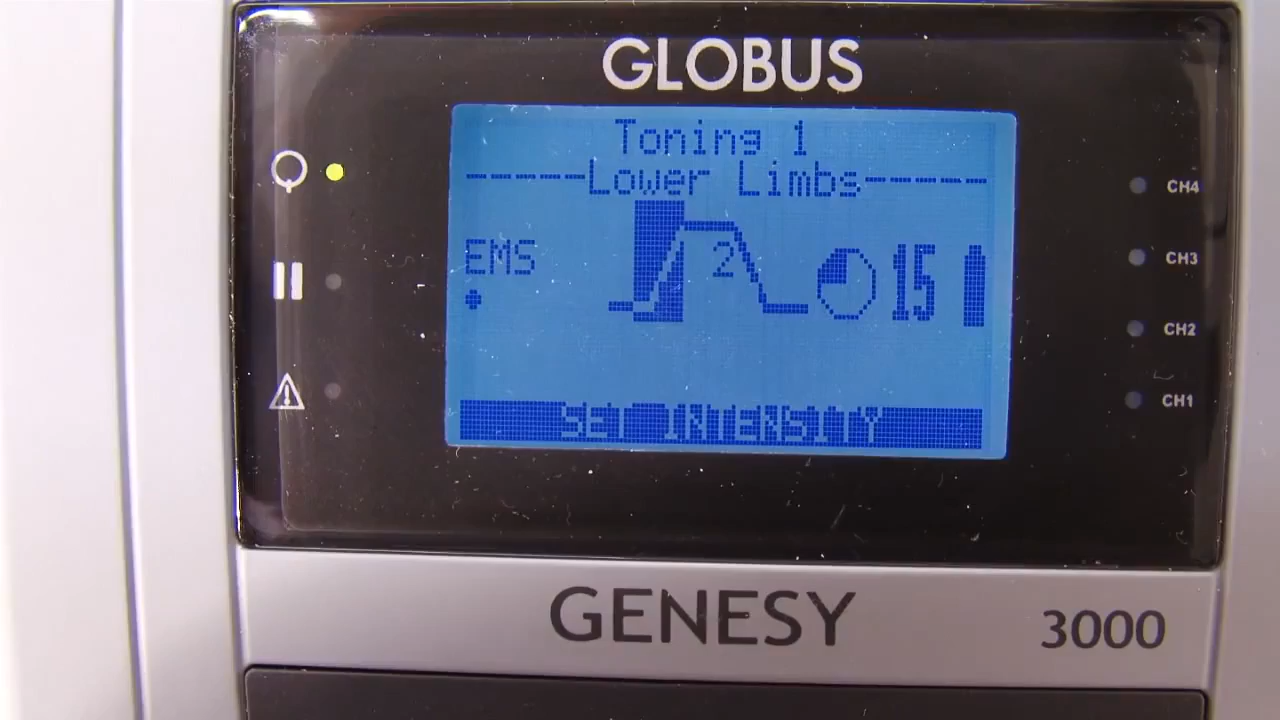 GLOBUS
Toning 1
Lower Limbs
EMS
2
15
SET INTENSITY
CH4
CH3
CH2
CH1
GENESY
3000